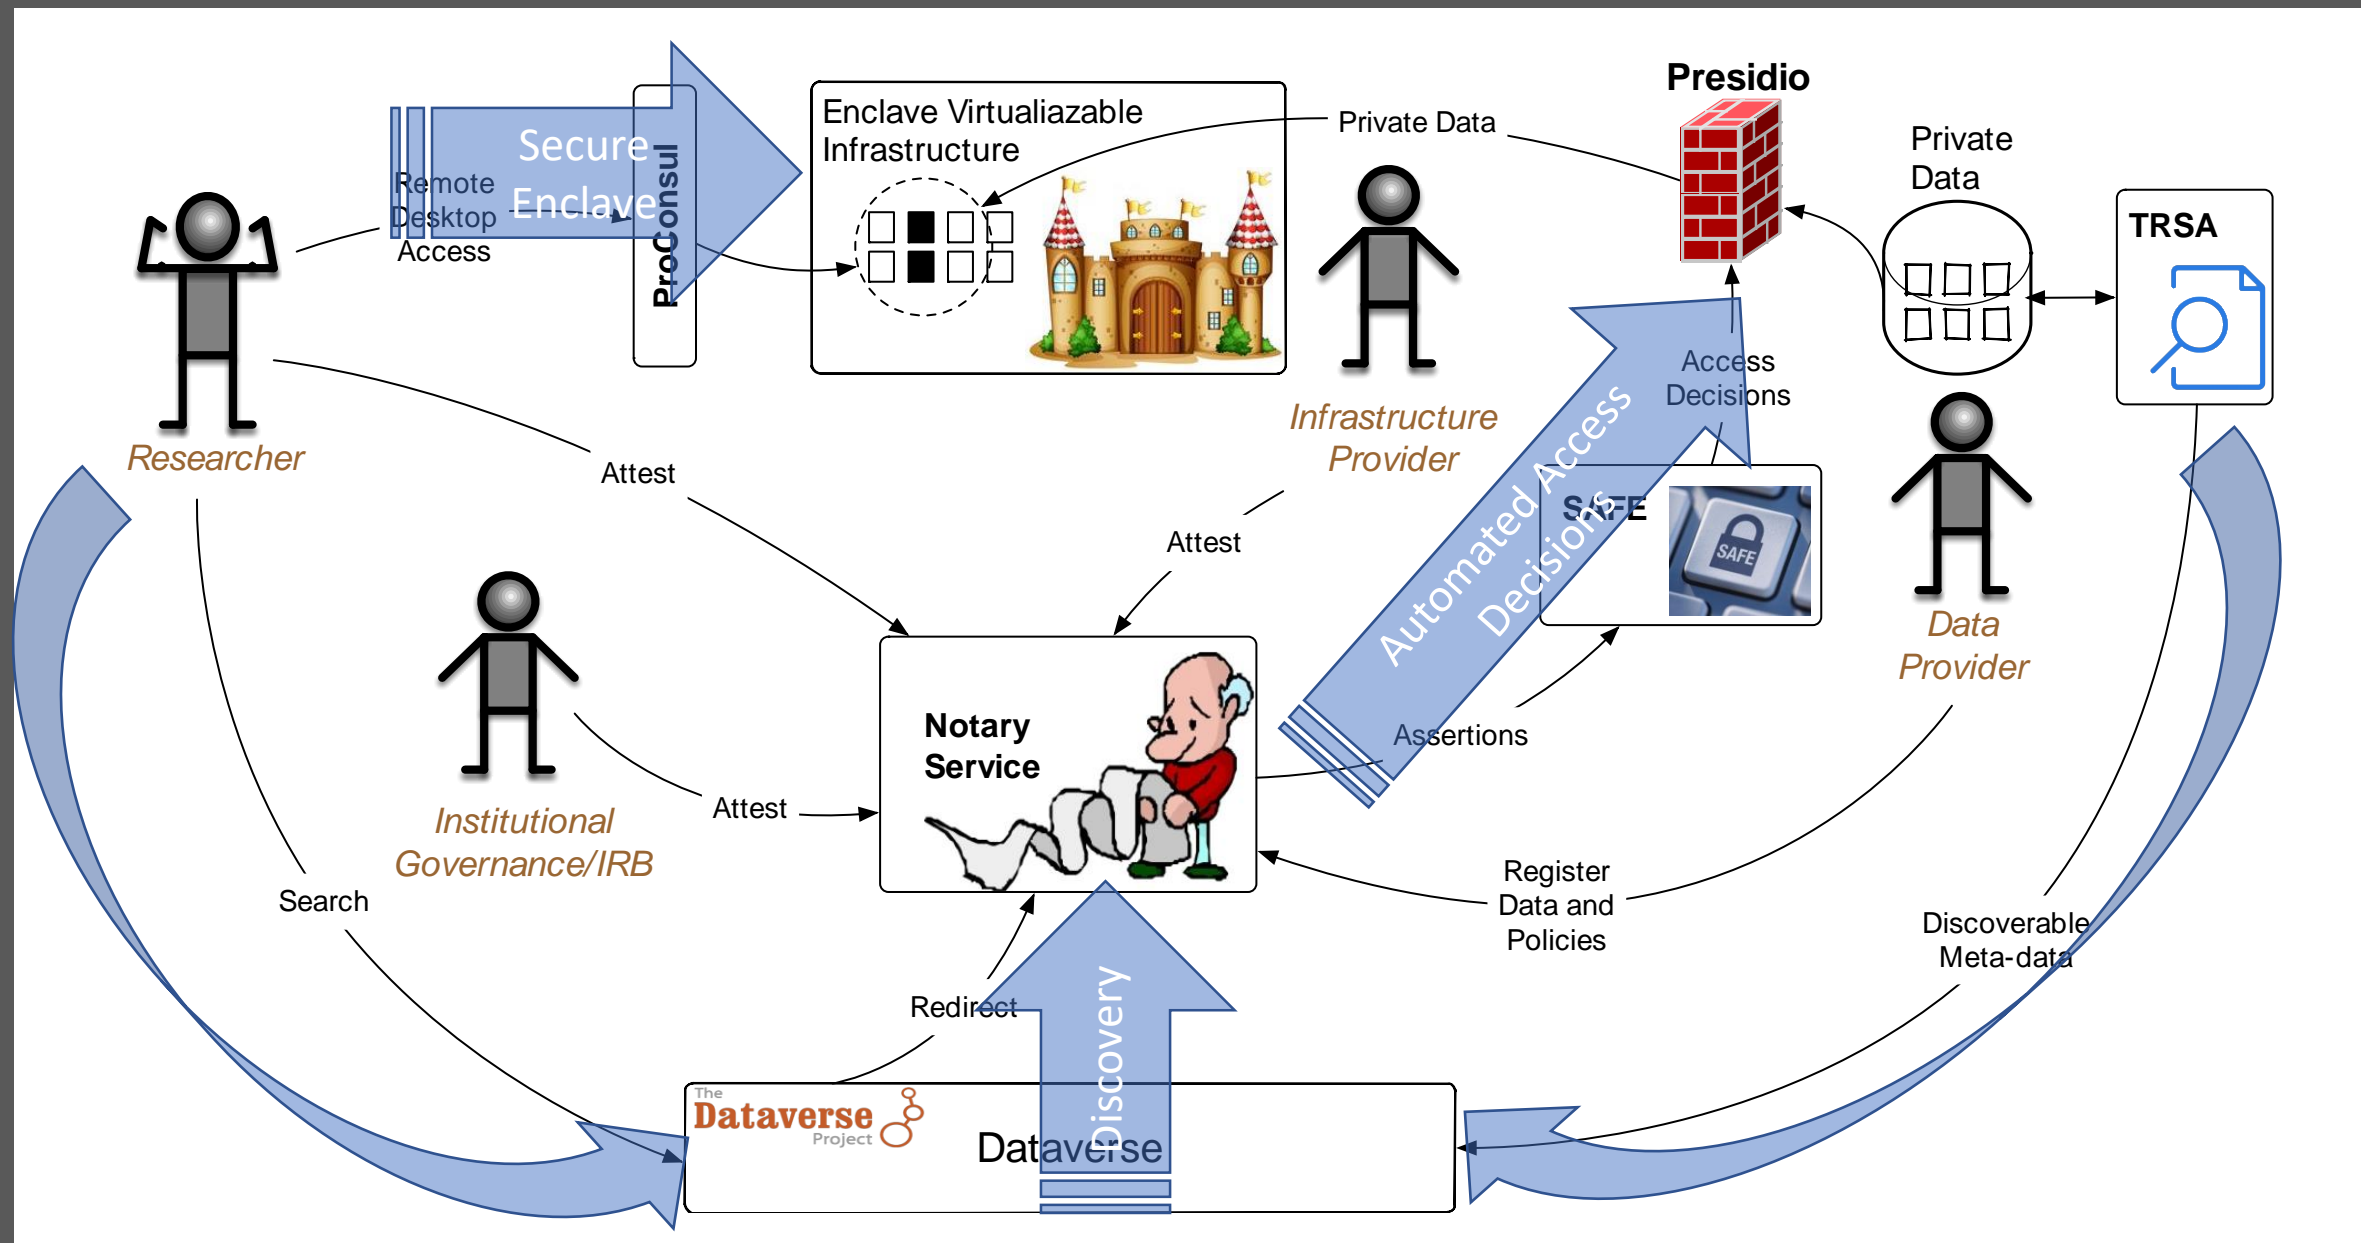 Presidio
Enclave Virtualiazable
Infrastructure
Private Data
Private
Data
Secure
Enclave
Remote
Desktop
Access
ProConsul
TRSA
Access
Decisions
Researcher
Infrastructure
Provider
Attest
Attest
SAFE
SAFE
Automated Access
Decisions
Data
Provider
Notary
Service
Assertions
Institutional
Governance/IRB
Attest
Search
Register
Data and
Policies
Discoverable
Meta-data
Redirect
Discovery
The
Dataverse
Project
Dataverse